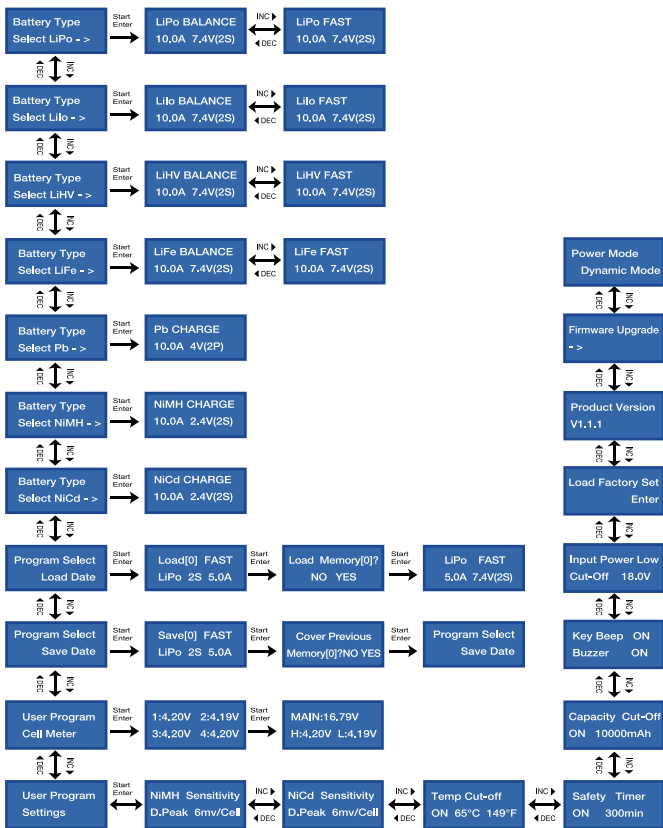 Battery Type
Select LiPo - >
Start
Enter
LiPo BALANCE
10.0A 7.4V(2S)
INC
DEC
LiPo FAST
10.0A 7.4V(2S)
DEC
INC
Battery Type
Select LiIo - >
Start
Enter
LiIo BALANCE
10.0A 7.4V(2S)
INC
DEC
LiIo FAST
10.0A 7.4V(2S)
DEC
INC
Battery Type
Select LiHV - >
Start
Enter
LiHV BALANCE
10.0A 7.4V(2S)
INC
DEC
LiHV FAST
10.0A 7.4V(2S)
DEC
INC
Battery Type
Select LiFe - >
Start
Enter
LiFe BALANCE
10.0A 7.4V(2S)
INC
DEC
LiFe FAST
10.0A 7.4V(2S)
Power Mode
Dynamic Mode
DEC
INC
DEC
INC
Battery Type
Select Pb - >
Start
Enter
Pb CHARGE
10.0A 4V(2P)
Firmware Upgrade
- >
DEC
INC
DEC
INC
Battery Type
Select NiMH - >
Start
Enter
NiMH CHARGE
10.0A 2.4V(2S)
Product Version
V1.1.1
DEC
INC
DEC
INC
Battery Type
Select NiCd - >
Start
Enter
NiCd CHARGE
10.0A 2.4V(2S)
Load Factory Set
Enter
DEC
INC
DEC
INC
Program Select
Load Date
Start
Enter
Load[0] FAST
LiPo 2S 5.0A
Start
Enter
Load Memory[0]?
NO YES
Start
Enter
LiPo FAST
5.0A 7.4V(2S)
Input Power Low
Cut-Off 18.0V
DEC
INC
DEC
INC
Program Select
Save Date
Start
Enter
Save[0] FAST
LiPo 2S 5.0A
Start
Enter
Cover Previous
Memory[0]?NO YES
Start
Enter
Program Select
Save Date
Key Beep ON
Buzzer ON
DEC
INC
DEC
INC
User Program
Cell Meter
Start
Enter
1:4.20V 2:4.19V
3:4.20V 4:4.20V
Start
Enter
MAIN:16.79V
H:4.20V L:4.19V
Capacity Cut-Off
ON 10000mAh
DEC
INC
DEC
INC
User Program
Settings
Start
Enter
NiMH Sensitivity
D.Peak 6mv/Cell
INC
DEC
NiCd Sensitivity
D.Peak 6mv/Cell
INC
DEC
Temp Cut-off
ON 65°C 149°F
INC
DEC
Safety Timer
ON 300min